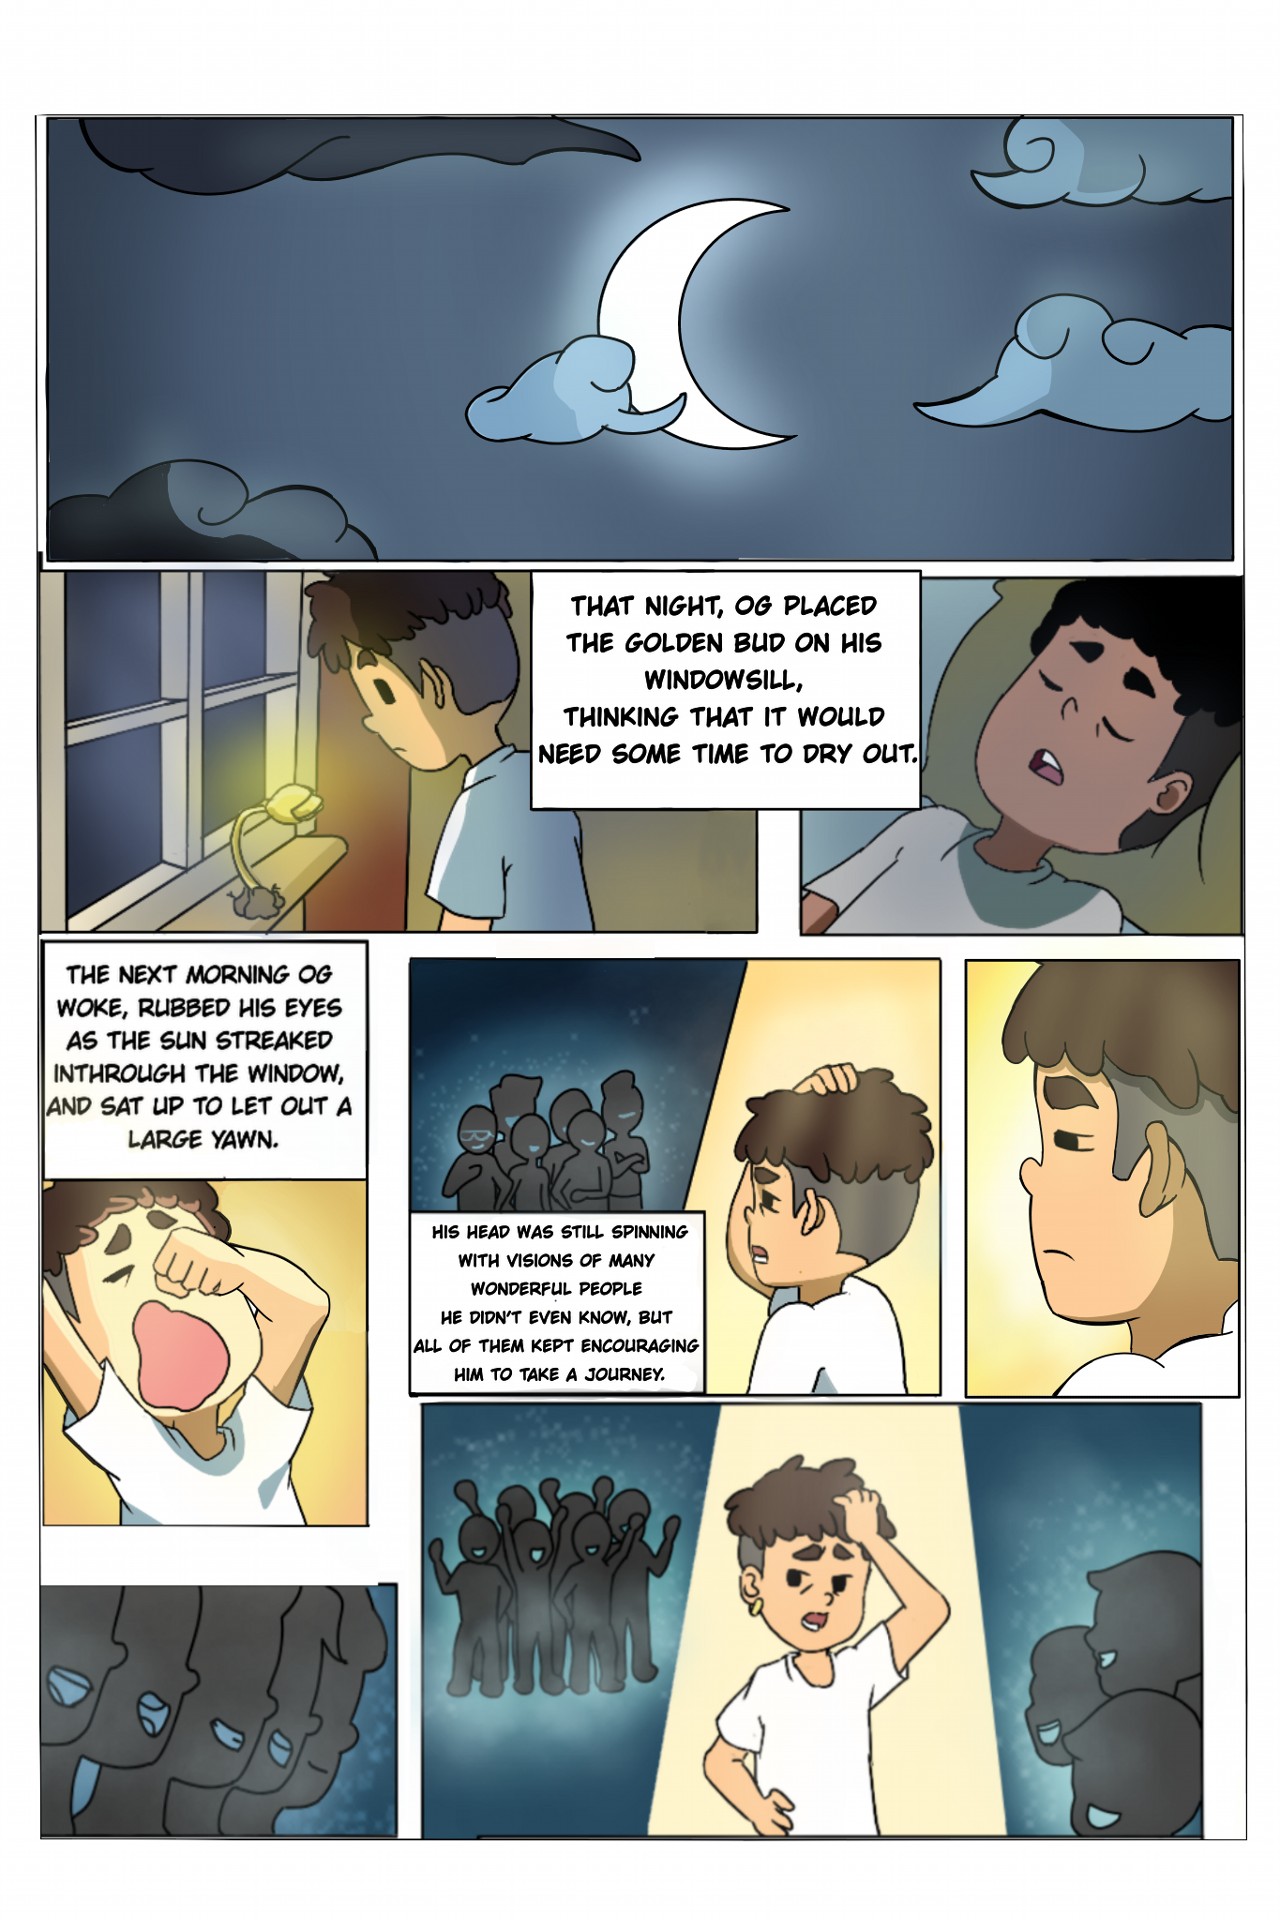 THAT NIGHT, OG PLACED
THE GOLDEN BUD ON HIS
WINDOWSILL,
THINKING THAT IT WOULD
NEED SOME TIME TO DRY OUT.
THE NEXT MORNING OG
WOKE, RUBBED HIS EYES
AS THE SUN STREAKED
INTHROUGH THE WINDOW,
AND SAT UP TO LET OUT A
LARGE YAWN.
HIS HEAD WAS STILL SPINNING
WITH VISIONS OF MANY
WONDERFUL PEOPLE
HE DIDN'T EVEN KNOW, BUT
ALL OF THEM KEPT ENCOURAGING
HIM TO TAKE A JOURNEY.